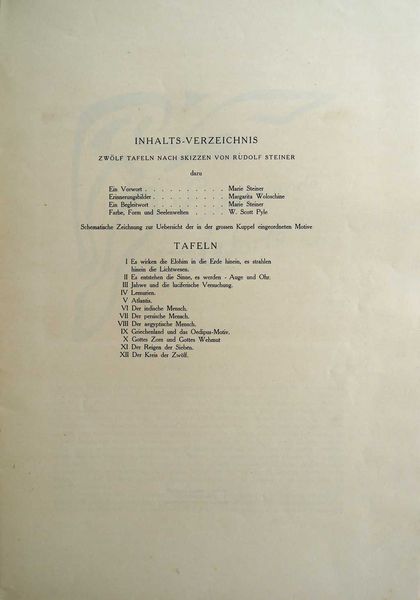 INHALTS-VERZEICHNIS
ZWÖLF TAFELN NACH SKIZZEN VON RUDOLF STEINER
dazu
Ein Vorwort . . . . . . . . . . Marie Steiner
Erinnerungsbilder . . . . . . . . . Margarita Woloschine
Ein Begleitwort . . . . . . . . . Marie Steiner
Farbe, Form und Seelenwelten . . . . W. Scott Pyle
Schematische Zeichnung zur Uebersicht der in der grossen Kuppel eingeordneten Motive
TAFELN
I Es wirken die Elohim in die Erde hinein, es strahlen
hinein die Lichtwesen.
II Es entstehen die Sinne, es werden - Auge und Ohr.
III Jahwe und die luciferische Versuchung.
IV Lemurien.
V Atlantis.
VI Der indische Mensch.
VII Der persische Mensch.
VIII Der aegyptische Mensch.
IX Griechenland und das Oedipus-Motiv.
X Gottes Zorn und Gottes Wehmut
XI Der Reigen der Sieben.
XII Der Kreis der Zwölf.